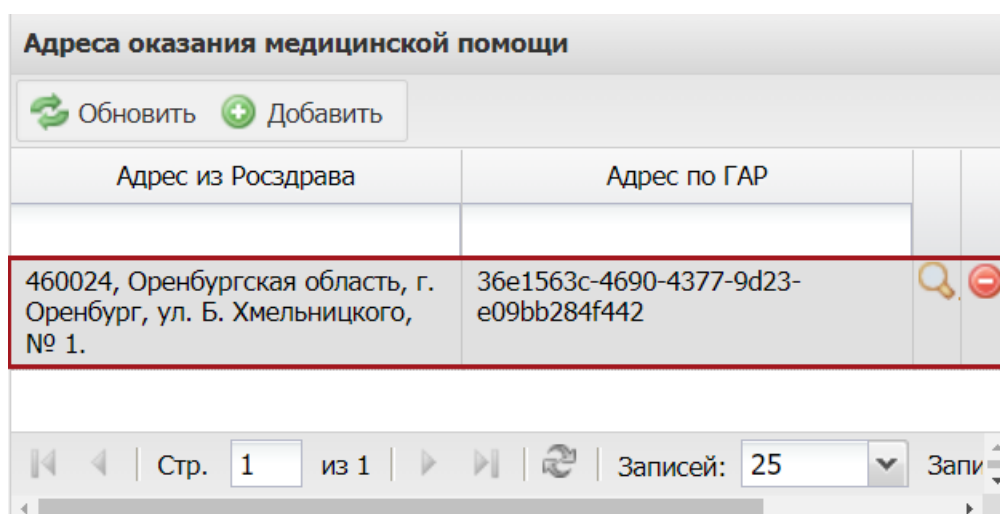 Адреса оказания медицинской помощи
Обновить Добавить
Адрес из Росздрава Адрес по ГАР
460024, Оренбургская область, г. 36e1563c-4690-4377-9d23-
Оренбург, ул. Б. Хмельницкого, e09bb284f442
№ 1.
Стр. 1 из 1 Записей: 25 Запи